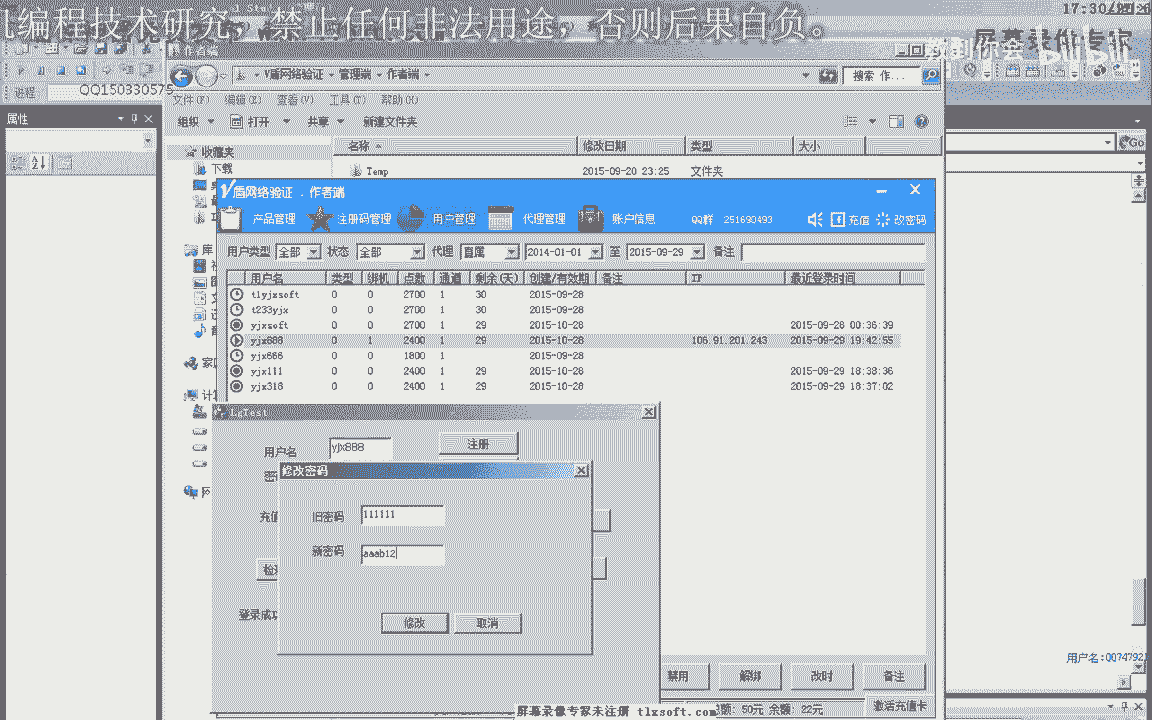 编程技术研究，禁止任何非法用途，否则后果自负。
屏幕录像专家
作者端
进程
QQ150330575
V盾网络验证 管理端 作者端
搜索 作...
文件(F) 编辑(E) 查看(V) 工具(T) 帮助(H)
组织 打开 共享 新建文件夹
属性
收藏夹
下载
库
名称 修改日期 类型 大小
Temp 2015-09-20 23:25 文件夹
V盾网络验证 . 作者端
产品管理 注册码管理 用户管理 代理管理 账户信息 QQ群 251690493 充值 改密码
用户类型 全部 状态 全部 代理 直属 2014-01-01 至 2015-09-29 备注
用户名 类型 绑机 点数 通道 剩余(天) 创建/有效期 备注 IP 最近登录时间
tlyjxsoft 0 0 2700 1 30 2015-09-28
t233yjx 0 0 2700 1 30 2015-09-28
yjxsoft 0 0 2700 1 29 2015-10-28 2015-09-28 00:36:39
yjx888 0 1 2400 1 29 2015-10-28 106.91.201.243 2015-09-29 19:42:55
yjx666 0 0 1800 1 2015-09-28
yjx111 0 0 2400 1 29 2015-10-28 2015-09-29 18:38:36
yjx318 0 0 2400 1 29 2015-10-28 2015-09-29 18:37:02
LgTest
用户名 yjx888 注册
修改密码
旧密码 111111
新密码 aaab12
修改 取消
登录成功
禁用 解绑 改时 备注
余额: 22元 激活充值卡
屏幕录像专家未注册 tlxsoft.com
Go